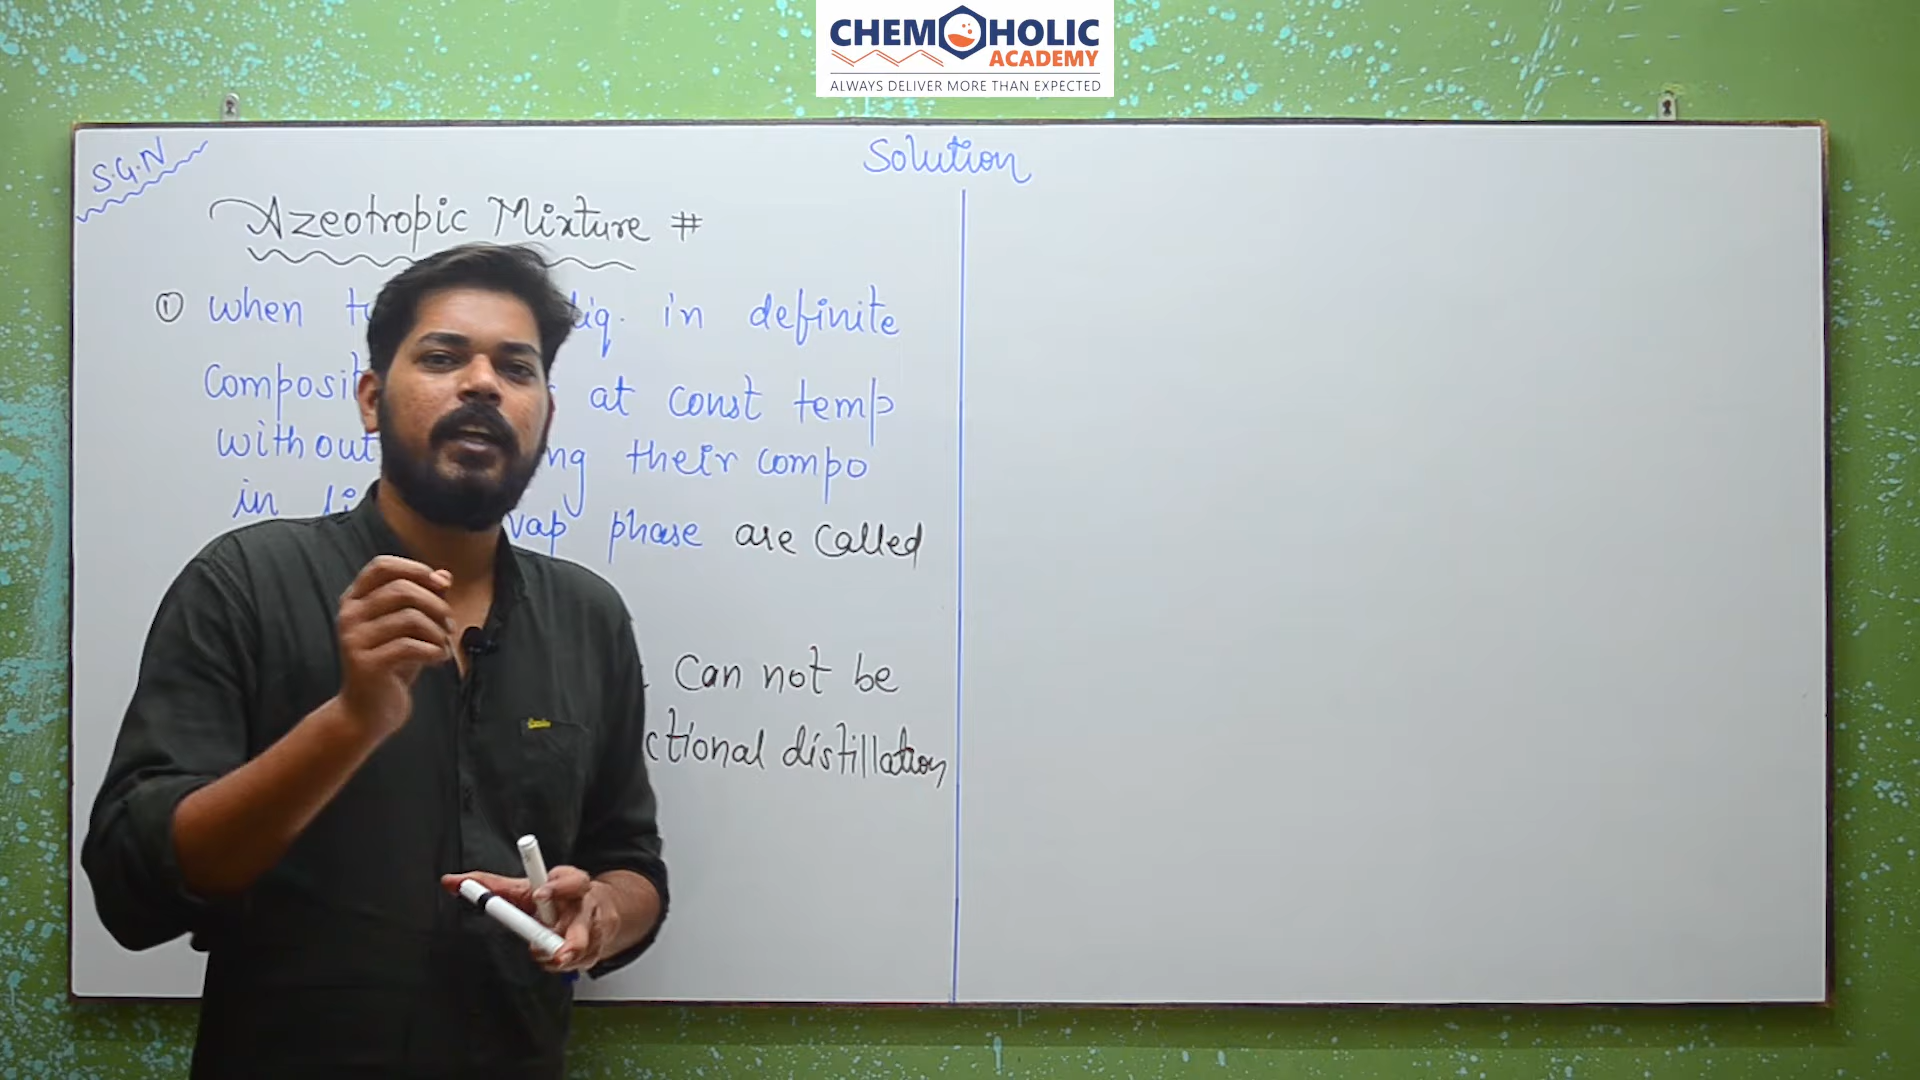 CHEMOHOLIC
ACADEMY
ALWAYS DELIVER MORE THAN EXPECTED
S.G.N
Solution
Azeotropic Mixture #
① when liq. in definite
Composit at const temp
without ng their compo
in vap phase are called
Can not be
ctional distillation